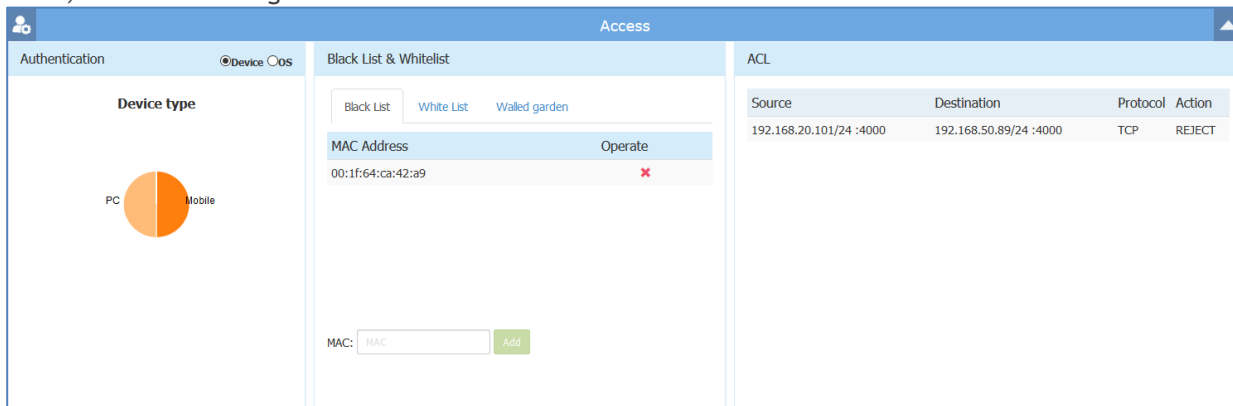 Access
Authentication
Device OS
Device type
PC
Mobile
Black List & Whitelist
Black List White List Walled garden
MAC Address Operate
00:1f:64:ca:42:a9
MAC: MAC Add
ACL
Source Destination Protocol Action
192.168.20.101/24 :4000 192.168.50.89/24 :4000 TCP REJECT